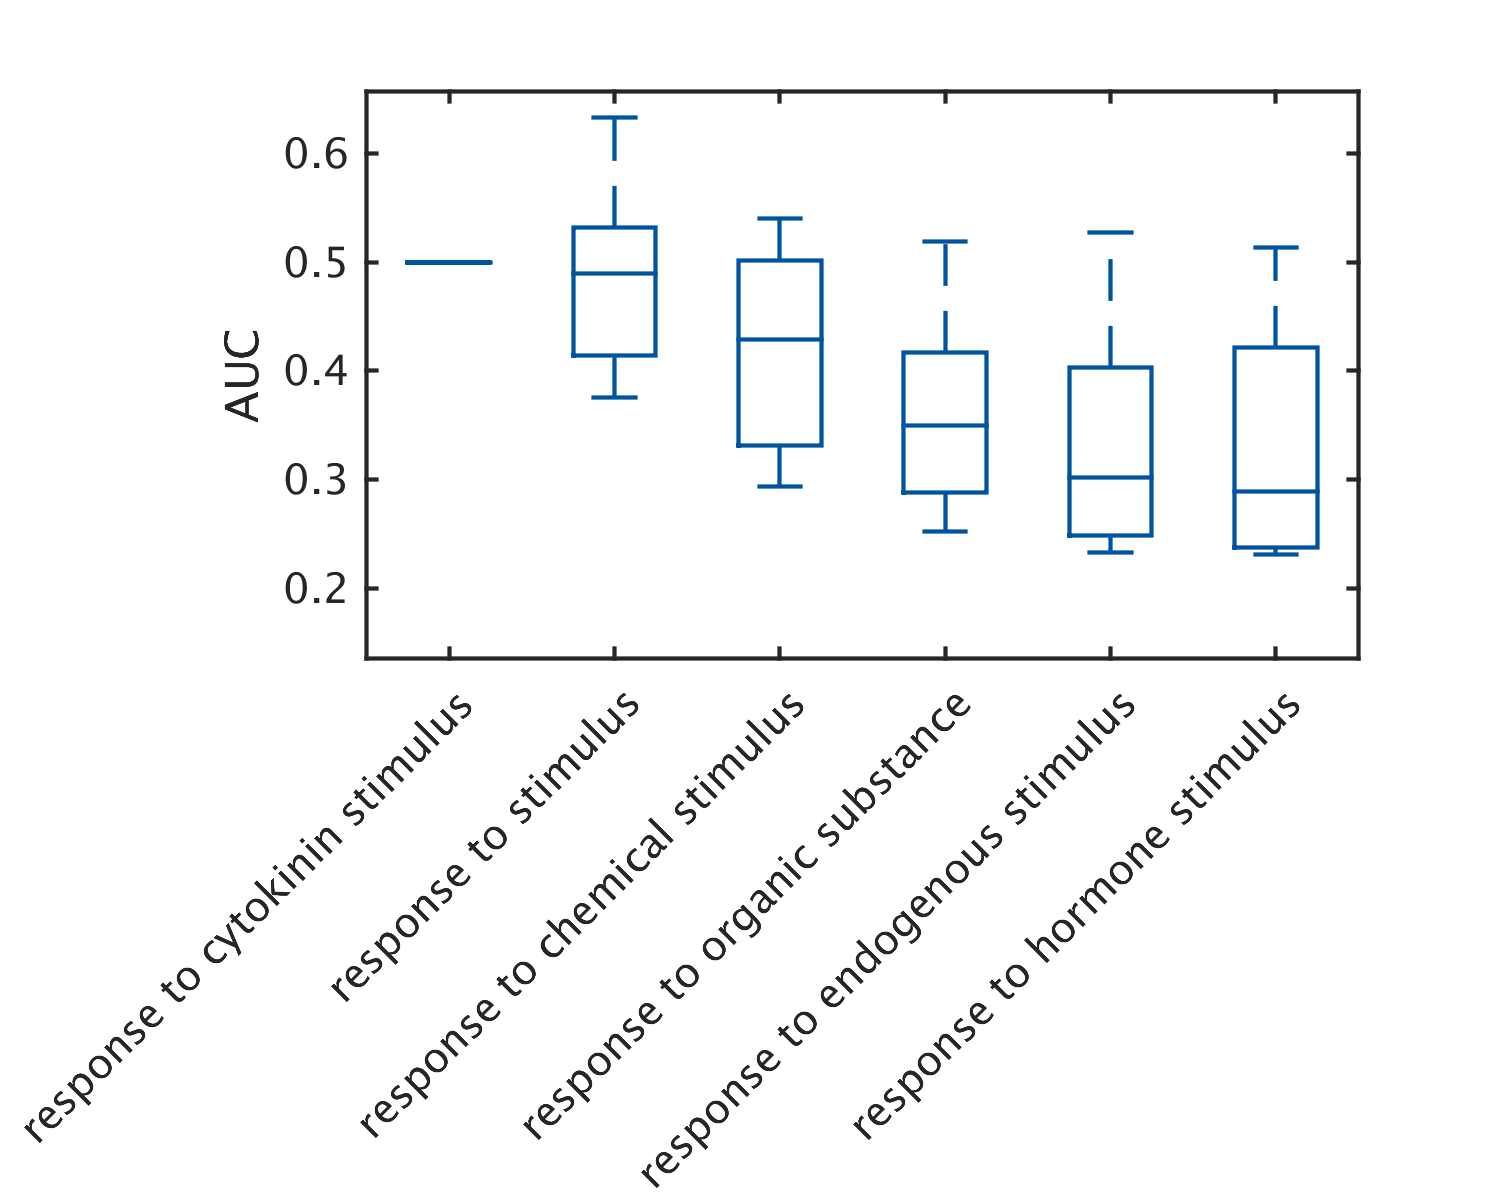 0.6
0.5
0.4
0.3
0.2
AUC
response to cytokinin stimulus
response to stimulus
response to chemical stimulus
response to organic substance
response to endogenous stimulus
response to hormone stimulus